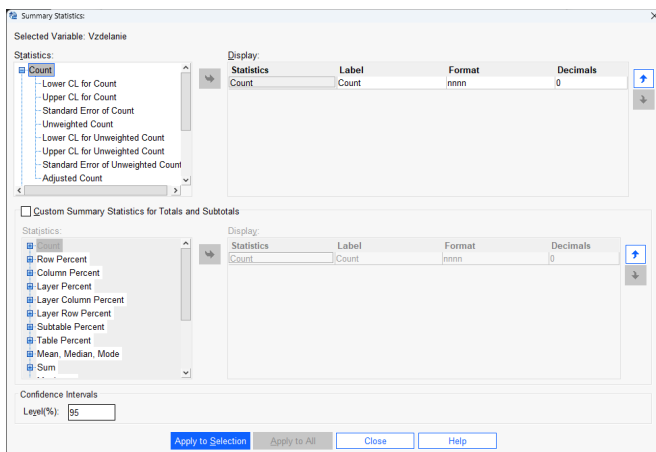 Summary Statistics:
Selected Variable: Vzdelanie
Statistics:
Count
Lower CL for Count
Upper CL for Count
Standard Error of Count
Unweighted Count
Lower CL for Unweighted Count
Upper CL for Unweighted Count
Standard Error of Unweighted Count
Adjusted Count
Display:
Statistics Label Format Decimals
Count Count nnnn 0
Custom Summary Statistics for Totals and Subtotals
Statistics:
Count
Row Percent
Column Percent
Layer Percent
Layer Column Percent
Layer Row Percent
Subtable Percent
Table Percent
Mean, Median, Mode
Sum
Display:
Statistics Label Format Decimals
Count Count nnnn 0
Confidence Intervals
Level(%): 95
Apply to Selection Apply to All Close Help